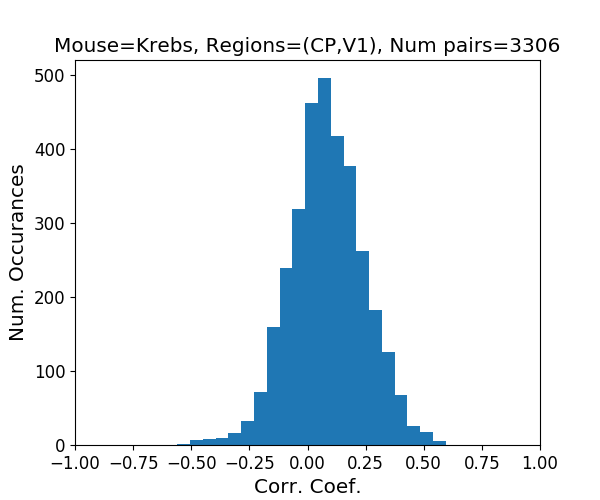 Mouse=Krebs, Regions=(CP,V1), Num pairs=3306
500
400
300
200
100
0
Num. Occurances
−1.00 −0.75 −0.50 −0.25 0.00 0.25 0.50 0.75 1.00
Corr. Coef.